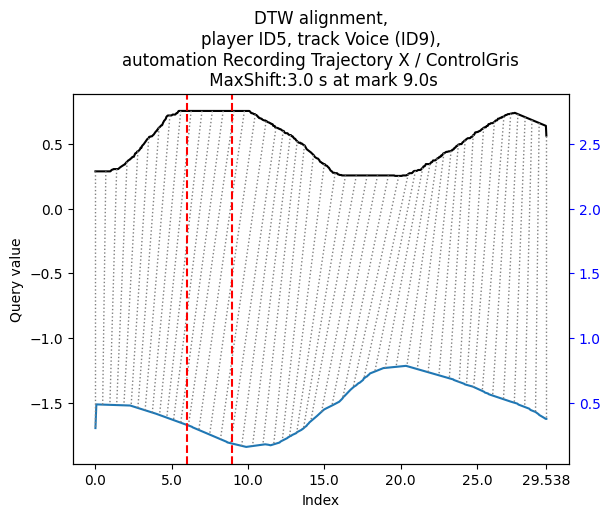 DTW alignment,
player ID5, track Voice (ID9),
automation Recording Trajectory X / ControlGris
MaxShift:3.0 s at mark 9.0s
0.5
0.0
−0.5
−1.0
−1.5
Query value
2.5
2.0
1.5
1.0
0.5
0.0
5.0
10.0
15.0
20.0
25.0
29.538
Index